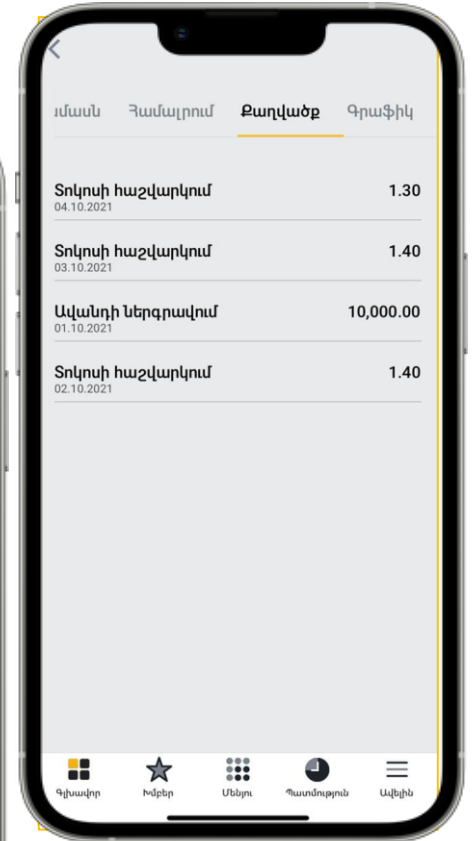 Համալրում Քաղվածք Գրաֆիկ
Տոկոսի հաշվարկում 1.30
04.10.2021
Տոկոսի հաշվարկում 1.40
03.10.2021
Ավանդի ներգրավում 10,000.00
01.10.2021
Տոկոսի հաշվարկում 1.40
02.10.2021
Գլխավոր Խմբեր Մենյու Պատմություն Ավելին